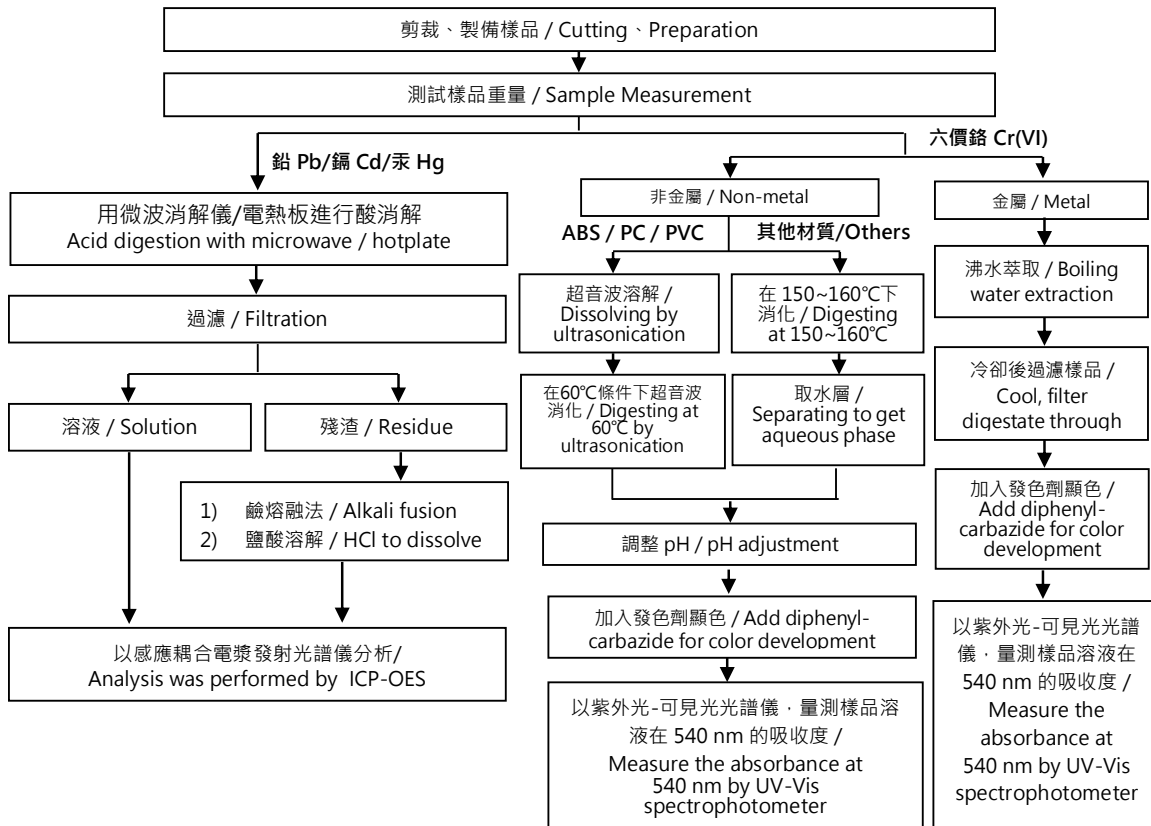 剪裁、製備樣品 / Cutting、Preparation
測試樣品重量 / Sample Measurement
鉛 Pb/鎘 Cd/汞 Hg
六價鉻 Cr(VI)
用微波消解儀/電熱板進行酸消解
Acid digestion with microwave / hotplate
過濾 / Filtration
溶液 / Solution
殘渣 / Residue
1) 鹼熔融法 / Alkali fusion
2) 鹽酸溶解 / HCl to dissolve
以感應耦合電漿發射光譜儀分析/
Analysis was performed by ICP-OES
非金屬 / Non-metal
ABS / PC / PVC
其他材質/Others
超音波溶解 /
Dissolving by
ultrasonication
在60℃條件下超音波
消化 / Digesting at
60℃ by
ultrasonication
在 150~160℃下
消化 / Digesting
at 150~160℃
取水層 /
Separating to get
aqueous phase
調整 pH / pH adjustment
加入發色劑顯色 / Add diphenyl-
carbazide for color development
以紫外光-可見光光譜儀，量測樣品溶
液在 540 nm 的吸收度 /
Measure the absorbance at
540 nm by UV-Vis
spectrophotometer
金屬 / Metal
沸水萃取 / Boiling
water extraction
冷卻後過濾樣品 /
Cool, filter
digestate through
加入發色劑顯色 /
Add diphenyl-
carbazide for color
development
以紫外光-可見光光譜
儀，量測樣品溶液在
540 nm 的吸收度 /
Measure the
absorbance at
540 nm by UV-Vis
spectrophotometer